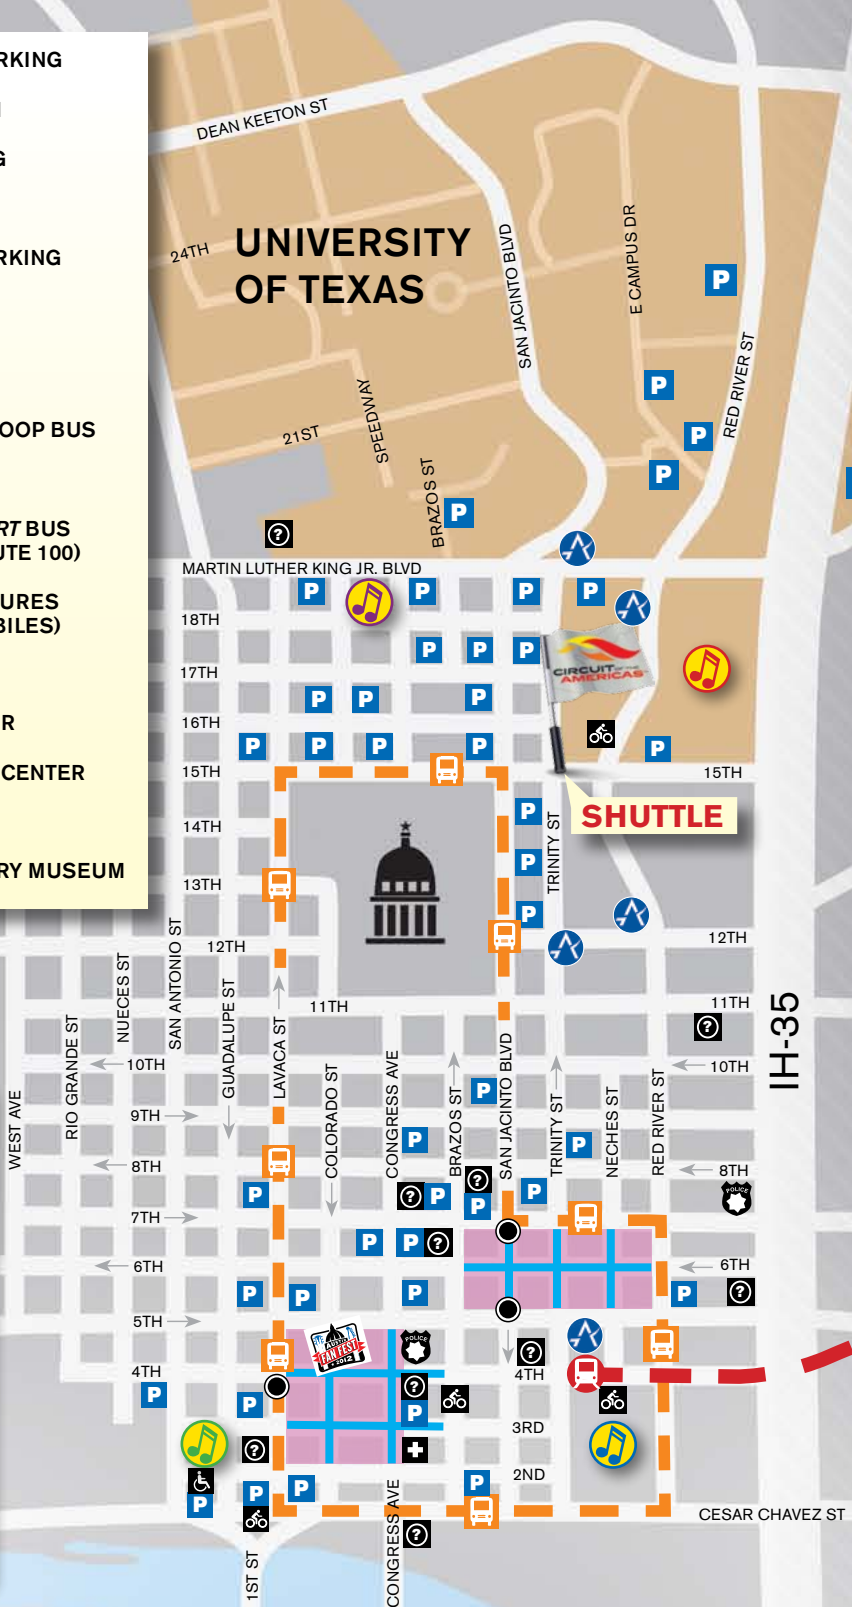 RKING
G
RKING
OOP BUS
RT BUS
UTE 100)
URES
BILES)
R
CENTER
RY MUSEUM
DEAN KEETON ST
UNIVERSITY
OF TEXAS
24TH
SAN JACINTO BLVD
E CAMPUS DR
P
RED RIVER ST
P
SPEEDWAY
21ST
P
P
BRAZOS ST
P
?
MARTIN LUTHER KING JR. BLVD
P
P
P
P
18TH
P
P
P
CIRCUIT OF THE
AMERICAS
17TH
P
P
P
16TH
P
P
P
P
P
15TH
15TH
SHUTTLE
P
14TH
TRINITY ST
P
13TH
P
12TH
12TH
SAN ANTONIO ST
NUECES ST
GUADALUPE ST
11TH
11TH
IH-35
?
RIO GRANDE ST
LAVACA ST
10TH
10TH
WEST AVE
COLORADO ST
CONGRESS AVE
BRAZOS ST
SAN JACINTO BLVD
TRINITY ST
NECHES ST
RED RIVER ST
P
9TH
P
P
8TH
8TH
POLICE
P
?
P
?
P
P
7TH
P
P
?
6TH
6TH
P
P
P
P
?
5TH
AUSTIN
FAN FEST
2012
POLICE
?
4TH
4TH
P
P
?
P
3RD
?
2ND
P
P
P
P
CESAR CHAVEZ ST
?
1ST ST
CONGRESS AVE